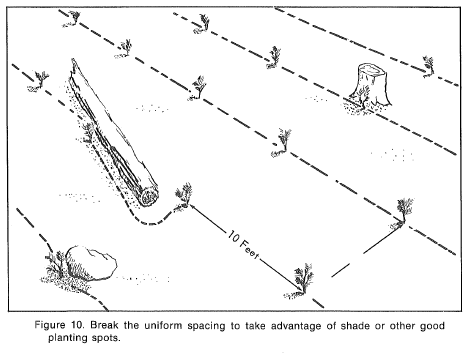 10 Feet
Figure 10. Break the uniform spacing to take advantage of shade or other good
planting spots.